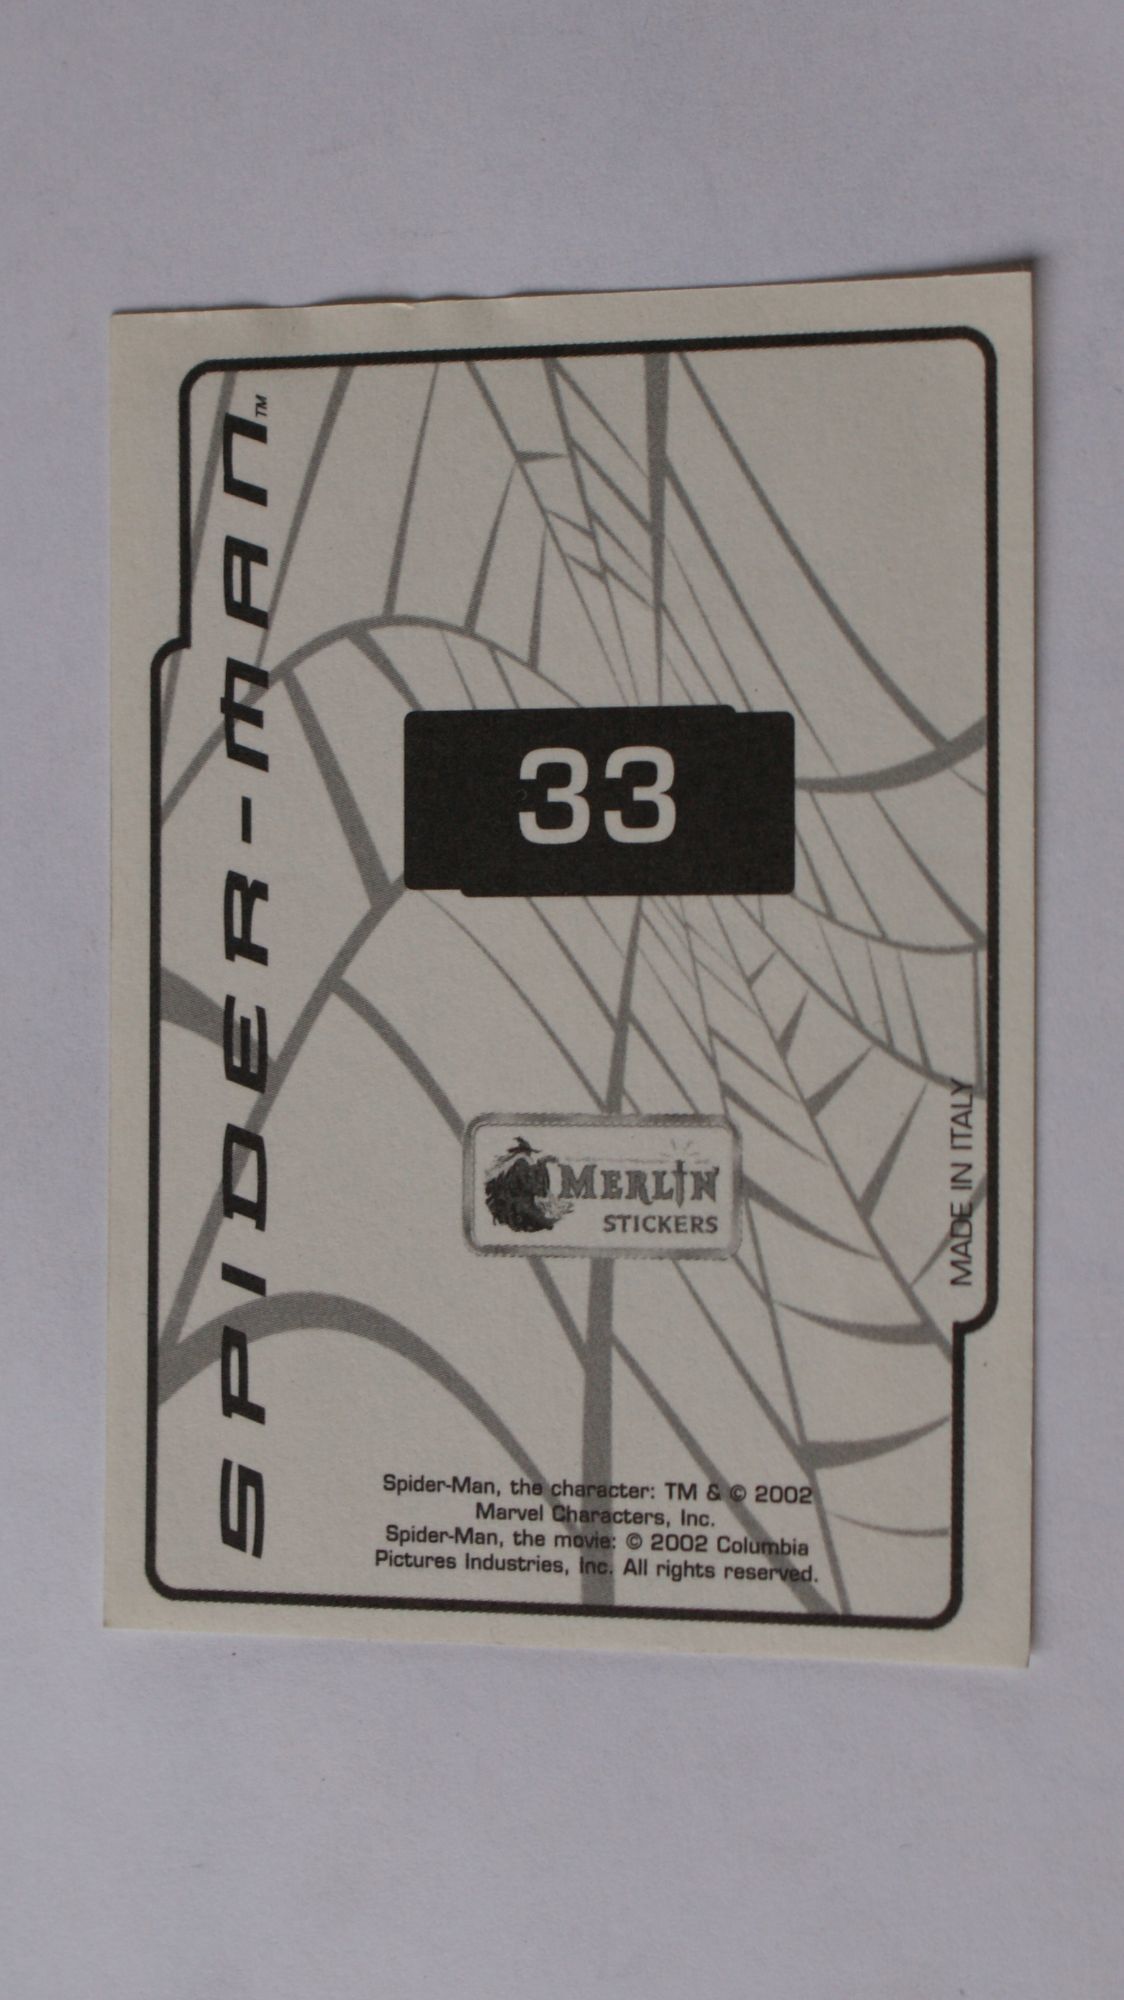 SPIDER-MAN™
33
MERLIN
STICKERS
MADE IN ITALY
Spider-Man, the character: TM & © 2002
Marvel Characters, Inc.
Spider-Man, the movie: © 2002 Columbia
Pictures Industries, Inc. All rights reserved.